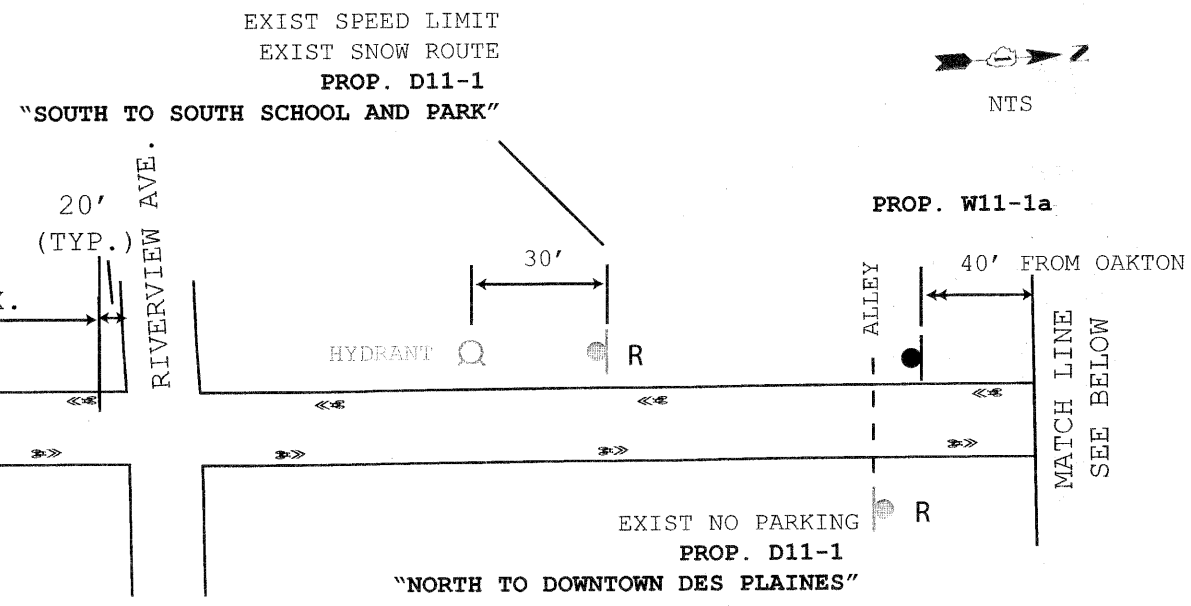 EXIST SPEED LIMIT
EXIST SNOW ROUTE
PROP. D11-1
"SOUTH TO SOUTH SCHOOL AND PARK"
Z
NTS
RIVERVIEW AVE.
20'
(TYP.)
PROP. W11-1a
30'
ALLEY
40' FROM OAKTON
HYDRANT
R
MATCH LINE
SEE BELOW
EXIST NO PARKING
R
PROP. D11-1
"NORTH TO DOWNTOWN DES PLAINES"